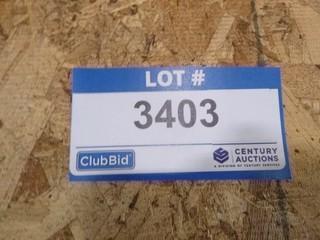 LOT #
3403
ClubBid
CENTURY
AUCTIONS
A DIVISION OF CENTURY SERVICES